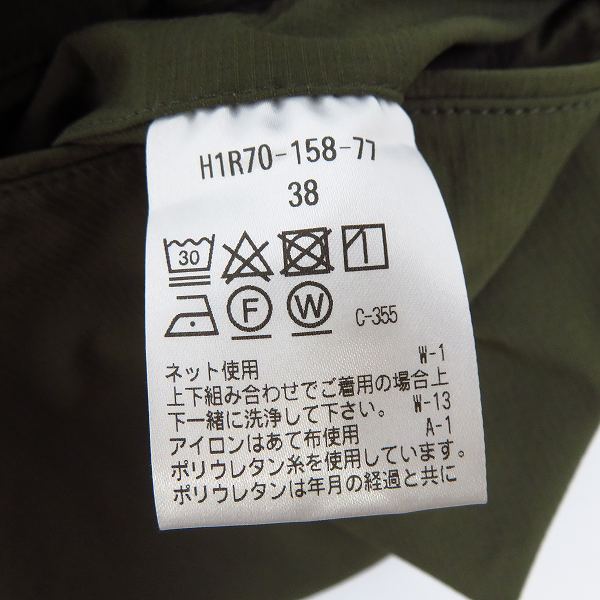 H1R70-158-77
38
30
F W C-355
ネット使用 W-1
上下組み合わせでご着用の場合上
下一緒に洗浄して下さい。 W-13
アイロンはあて布使用 A-1
ポリウレタン糸を使用しています。
ポリウレタンは年月の経過と共に